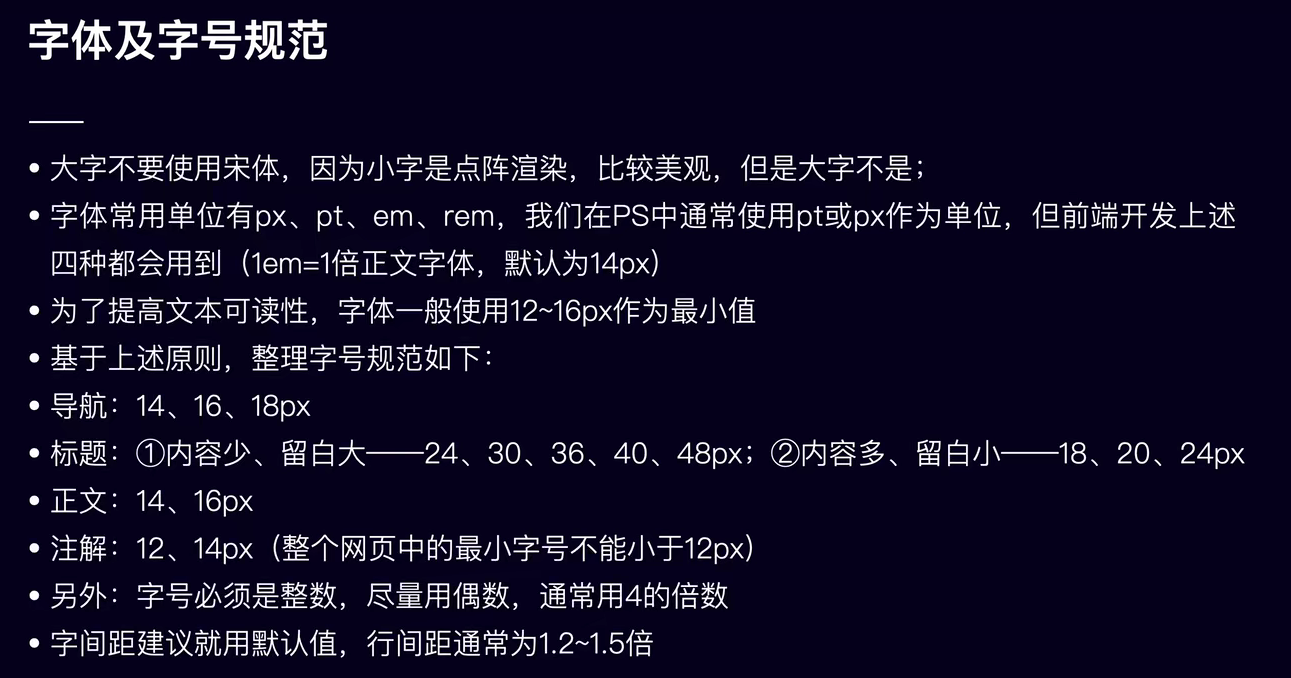 字体及字号规范
• 大字不要使用宋体，因为小字是点阵渲染，比较美观，但是大字不是；
• 字体常用单位有px、pt、em、rem，我们在PS中通常使用pt或px作为单位，但前端开发上述
四种都会用到（1em=1倍正文字体，默认为14px）
• 为了提高文本可读性，字体一般使用12~16px作为最小值
• 基于上述原则，整理字号规范如下：
• 导航：14、16、18px
• 标题：①内容少、留白大——24、30、36、40、48px；②内容多、留白小——18、20、24px
• 正文：14、16px
• 注解：12、14px（整个网页中的最小字号不能小于12px）
• 另外：字号必须是整数，尽量用偶数，通常用4的倍数
• 字间距建议就用默认值，行间距通常为1.2~1.5倍